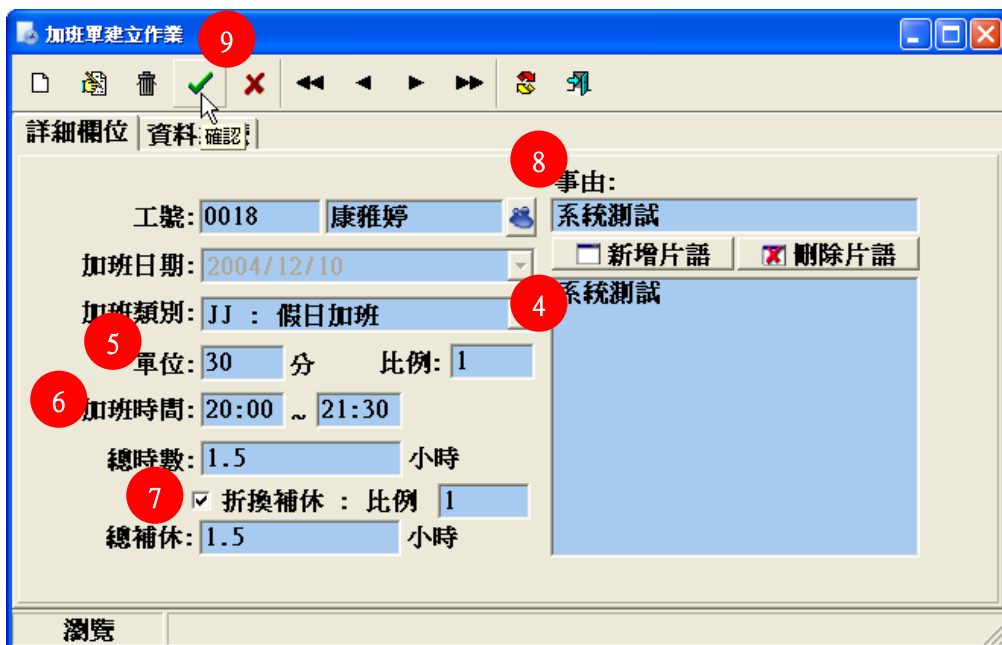 加班單建立作業
9
詳細欄位 資料
確認
8
事由:
工號: 0018 康雅婷
系統測試
新增片語 刪除片語
加班日期: 2004/12/10
系統測試
4
加班類別: JJ : 假日加班
5
單位: 30 分 比例: 1
6
加班時間: 20:00 ~ 21:30
總時數: 1.5 小時
7
折換補休 : 比例 1
總補休: 1.5 小時
瀏覽